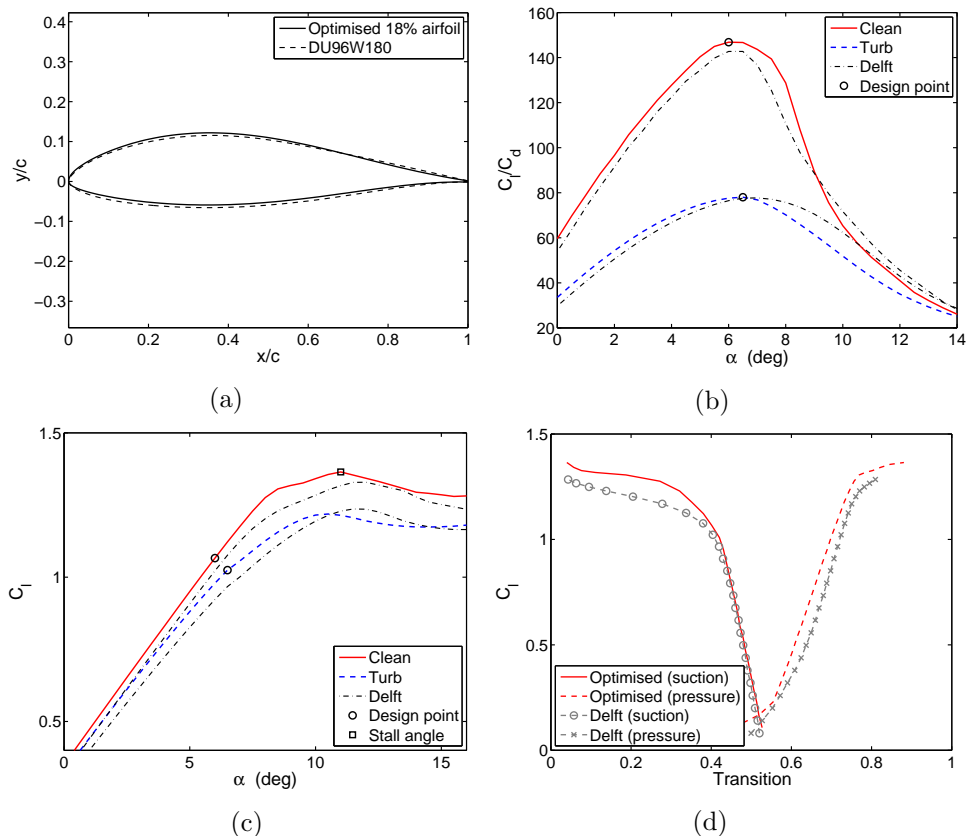 0.4
0.3
0.2
0.1
0
−0.1
−0.2
−0.3
y/c
0
0.2
0.4
0.6
0.8
1
x/c
Optimised 18% airfoil
DU96W180
(a)
160
140
120
100
80
60
40
20
C_l/C_d
0
2
4
6
8
10
12
14
α (deg)
Clean
Turb
Delft
Design point
(b)
1.5
1
0.5
C_l
0
5
10
15
α (deg)
Clean
Turb
Delft
Design point
Stall angle
(c)
1.5
1
0.5
0
C_l
0
0.2
0.4
0.6
0.8
1
Transition
Optimised (suction)
Optimised (pressure)
Delft (suction)
Delft (pressure)
(d)